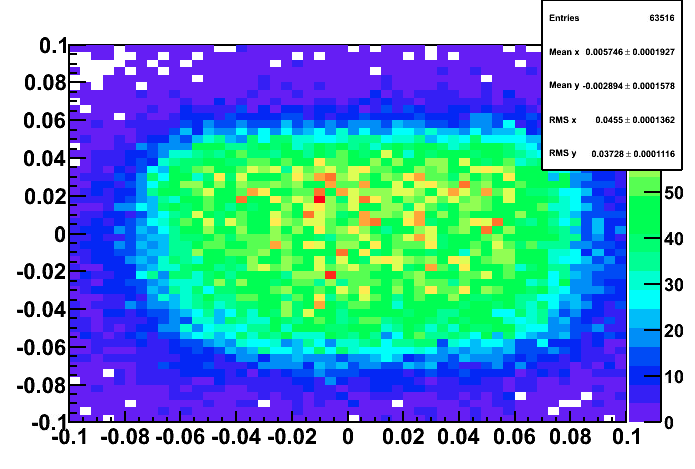 Entries 63516
Mean x 0.005746 ± 0.0001927
Mean y -0.002894 ± 0.0001578
RMS x 0.0455 ± 0.0001362
RMS y 0.03728 ± 0.0001116
0.1
0.08
0.06
0.04
0.02
0
-0.02
-0.04
-0.06
-0.08
-0.1
50
40
30
20
10
0
-0.1 -0.08 -0.06 -0.04 -0.02 0 0.02 0.04 0.06 0.08 0.1